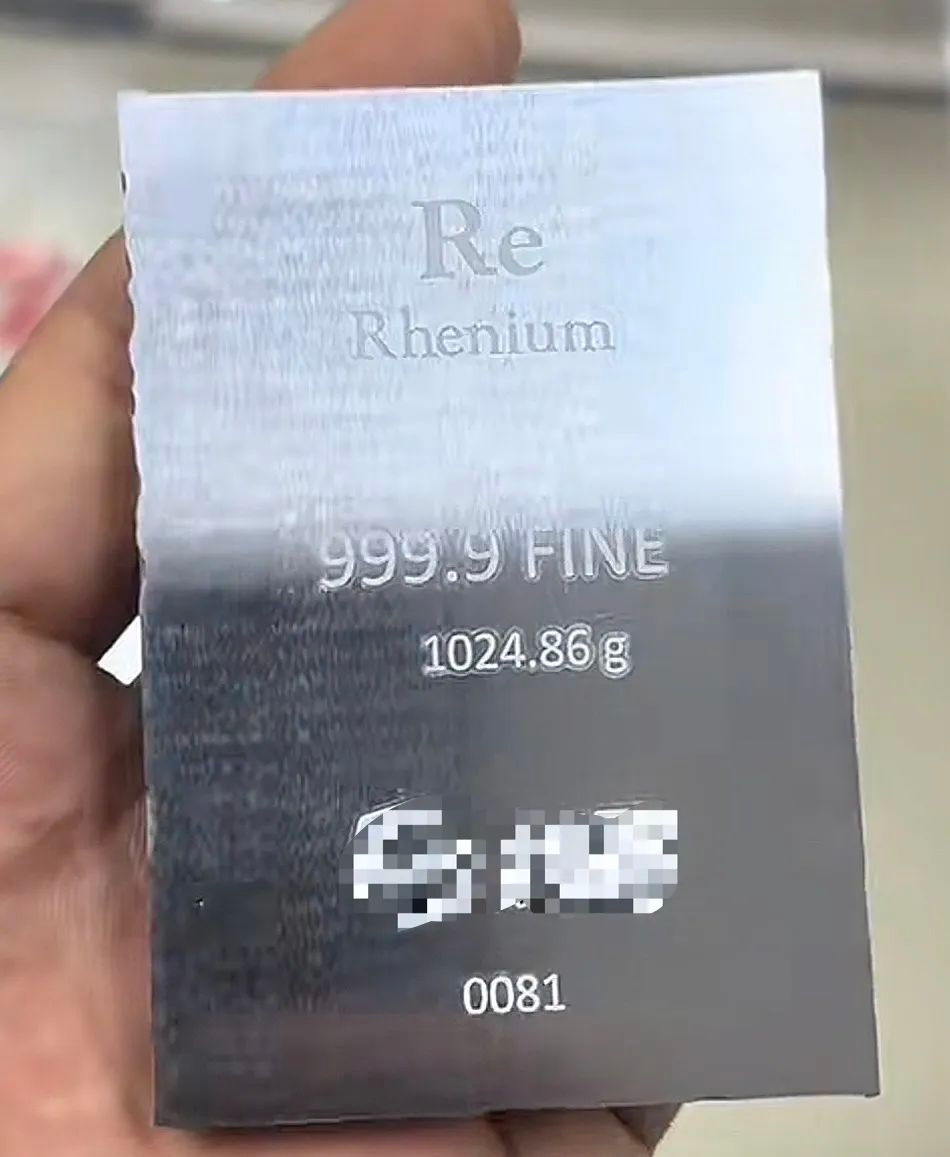 Re
Rhenium
999.9 FINE
1024.86 g
0081